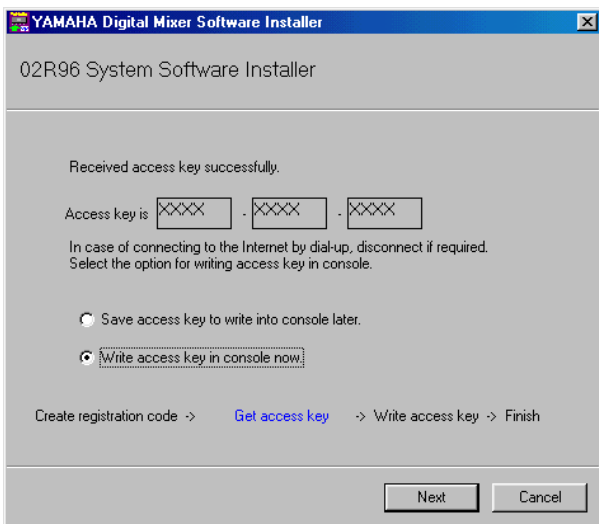 YAMAHA Digital Mixer Software Installer
02R96 System Software Installer
Received access key successfully.
Access key is XXXX - XXXX - XXXX
In case of connecting to the Internet by dial-up, disconnect if required.
Select the option for writing access key in console.
Save access key to write into console later.
Write access key in console now.
Create registration code -> Get access key -> Write access key -> Finish
Next Cancel